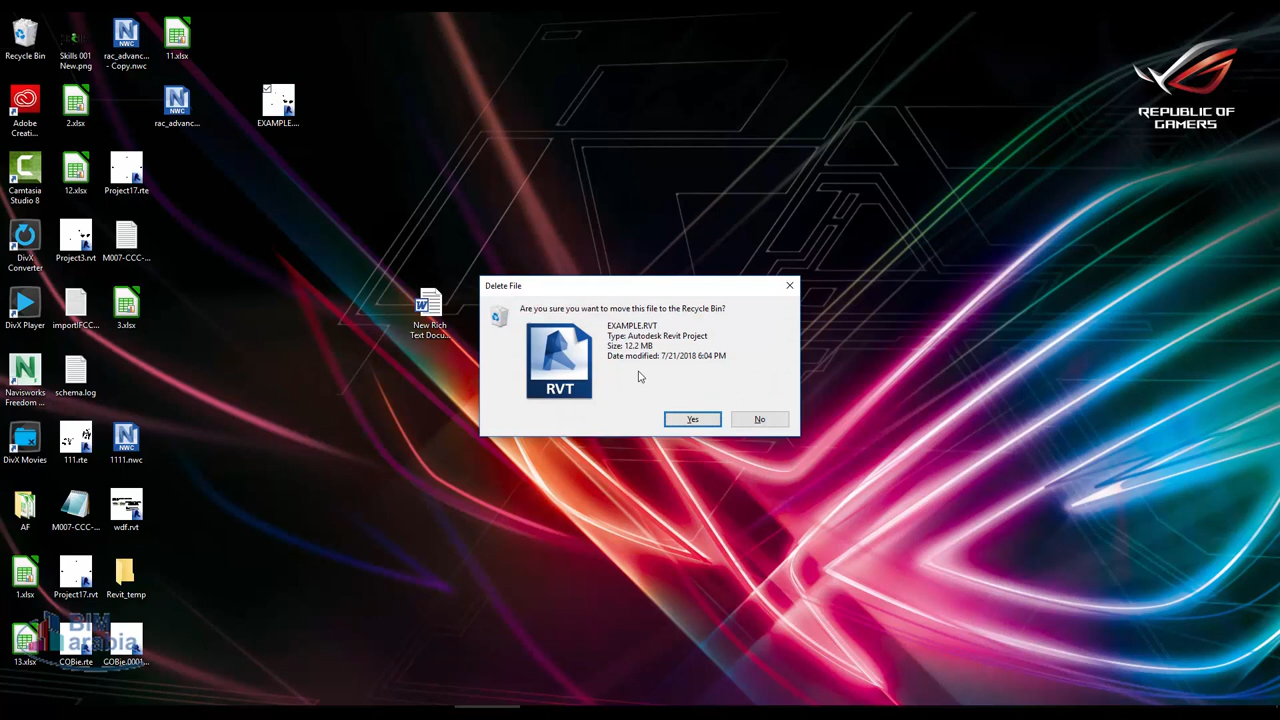 Recycle Bin
Skills 001
New.png
NWC
rac_advanc...
- Copy.nwc
11.xlsx
Adobe
Creati...
2.xlsx
NWC
rac_advanc...
EXAMPLE....
Camtasia
Studio 8
12.xlsx
Project17.rte
DivX
Converter
Project3.rvt
M007-CCC-...
DivX Player
importIFCC...
3.xlsx
Navisworks
Freedom ...
schema.log
DivX Movies
111.rte
NWC
1111.nwc
AF
M007-CCC-...
wdf.rvt
1.xlsx
Project17.rvt
Revit_temp
13.xlsx
COBie.rte
BIM
arabia
New Rich
Text Docu...
Delete File
Are you sure you want to move this file to the Recycle Bin?
EXAMPLE.RVT
Type: Autodesk Revit Project
Size: 12.2 MB
Date modified: 7/21/2018 6:04 PM
RVT
Yes
No
REPUBLIC OF
GAMERS